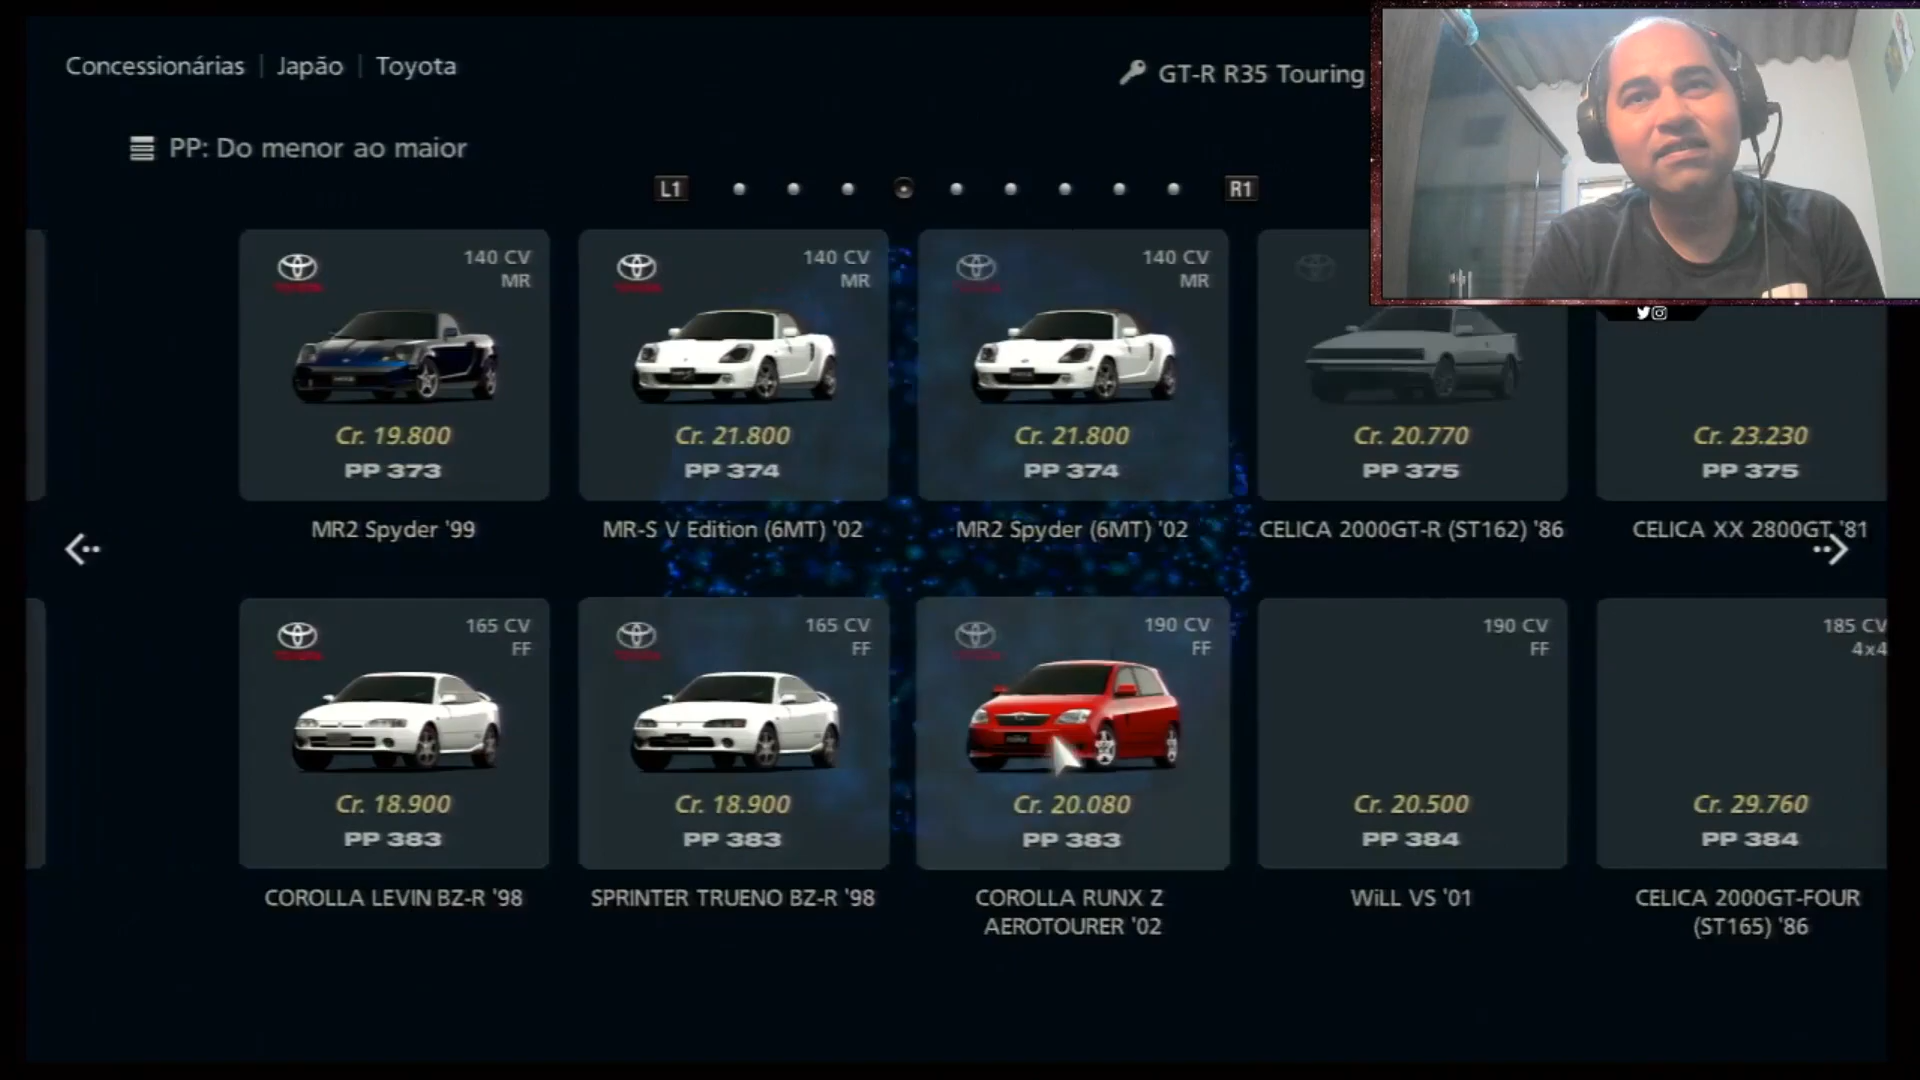 Concessionárias | Japão | Toyota
GT-R R35 Touring
PP: Do menor ao maior
L1
R1
140 CV
MR
TOYOTA
Cr. 19.800
PP 373
MR2 Spyder '99
140 CV
MR
TOYOTA
Cr. 21.800
PP 374
MR-S V Edition (6MT) '02
140 CV
MR
TOYOTA
Cr. 21.800
PP 374
MR2 Spyder (6MT) '02
Cr. 20.770
PP 375
CELICA 2000GT-R (ST162) '86
Cr. 23.230
PP 375
CELICA XX 2800GT '81
165 CV
FF
TOYOTA
Cr. 18.900
PP 383
COROLLA LEVIN BZ-R '98
165 CV
FF
TOYOTA
Cr. 18.900
PP 383
SPRINTER TRUENO BZ-R '98
190 CV
FF
TOYOTA
Cr. 20.080
PP 383
COROLLA RUNX Z
AEROTOURER '02
190 CV
FF
Cr. 20.500
PP 384
WiLL VS '01
185 CV
4x4
Cr. 29.760
PP 384
CELICA 2000GT-FOUR
(ST165) '86